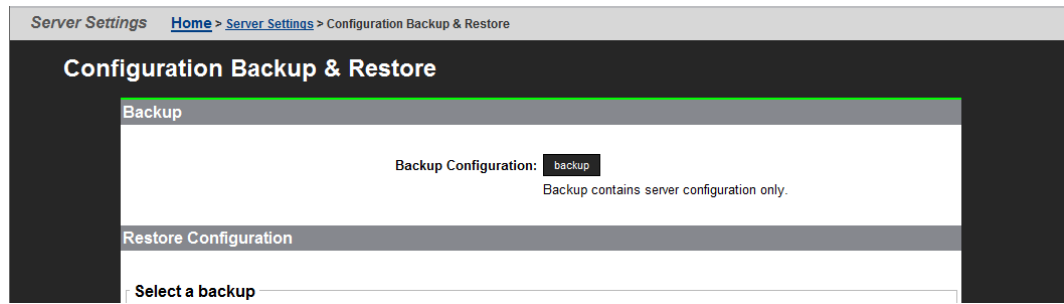 Server Settings Home > Server Settings > Configuration Backup & Restore
Configuration Backup & Restore
Backup
Backup Configuration: backup
Backup contains server configuration only.
Restore Configuration
Select a backup